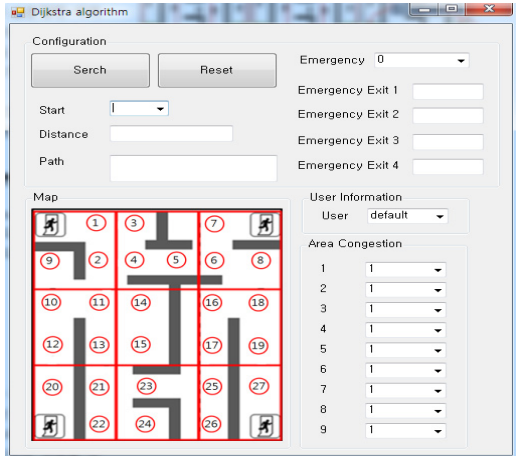 Dijkstra algorithm
Configuration
Serch Reset
Emergency 0
Emergency Exit 1
Start
Emergency Exit 2
Distance
Emergency Exit 3
Path
Emergency Exit 4
Map
1 3 7
9 2 4 5 6 8
10 11 14 16 18
12 13 15 17 19
20 21 23 25 27
22 24 26
User Information
User default
Area Congestion
1 1
2 1
3 1
4 1
5 1
6 1
7 1
8 1
9 1